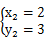 x₂ = 2
y₂ = 3